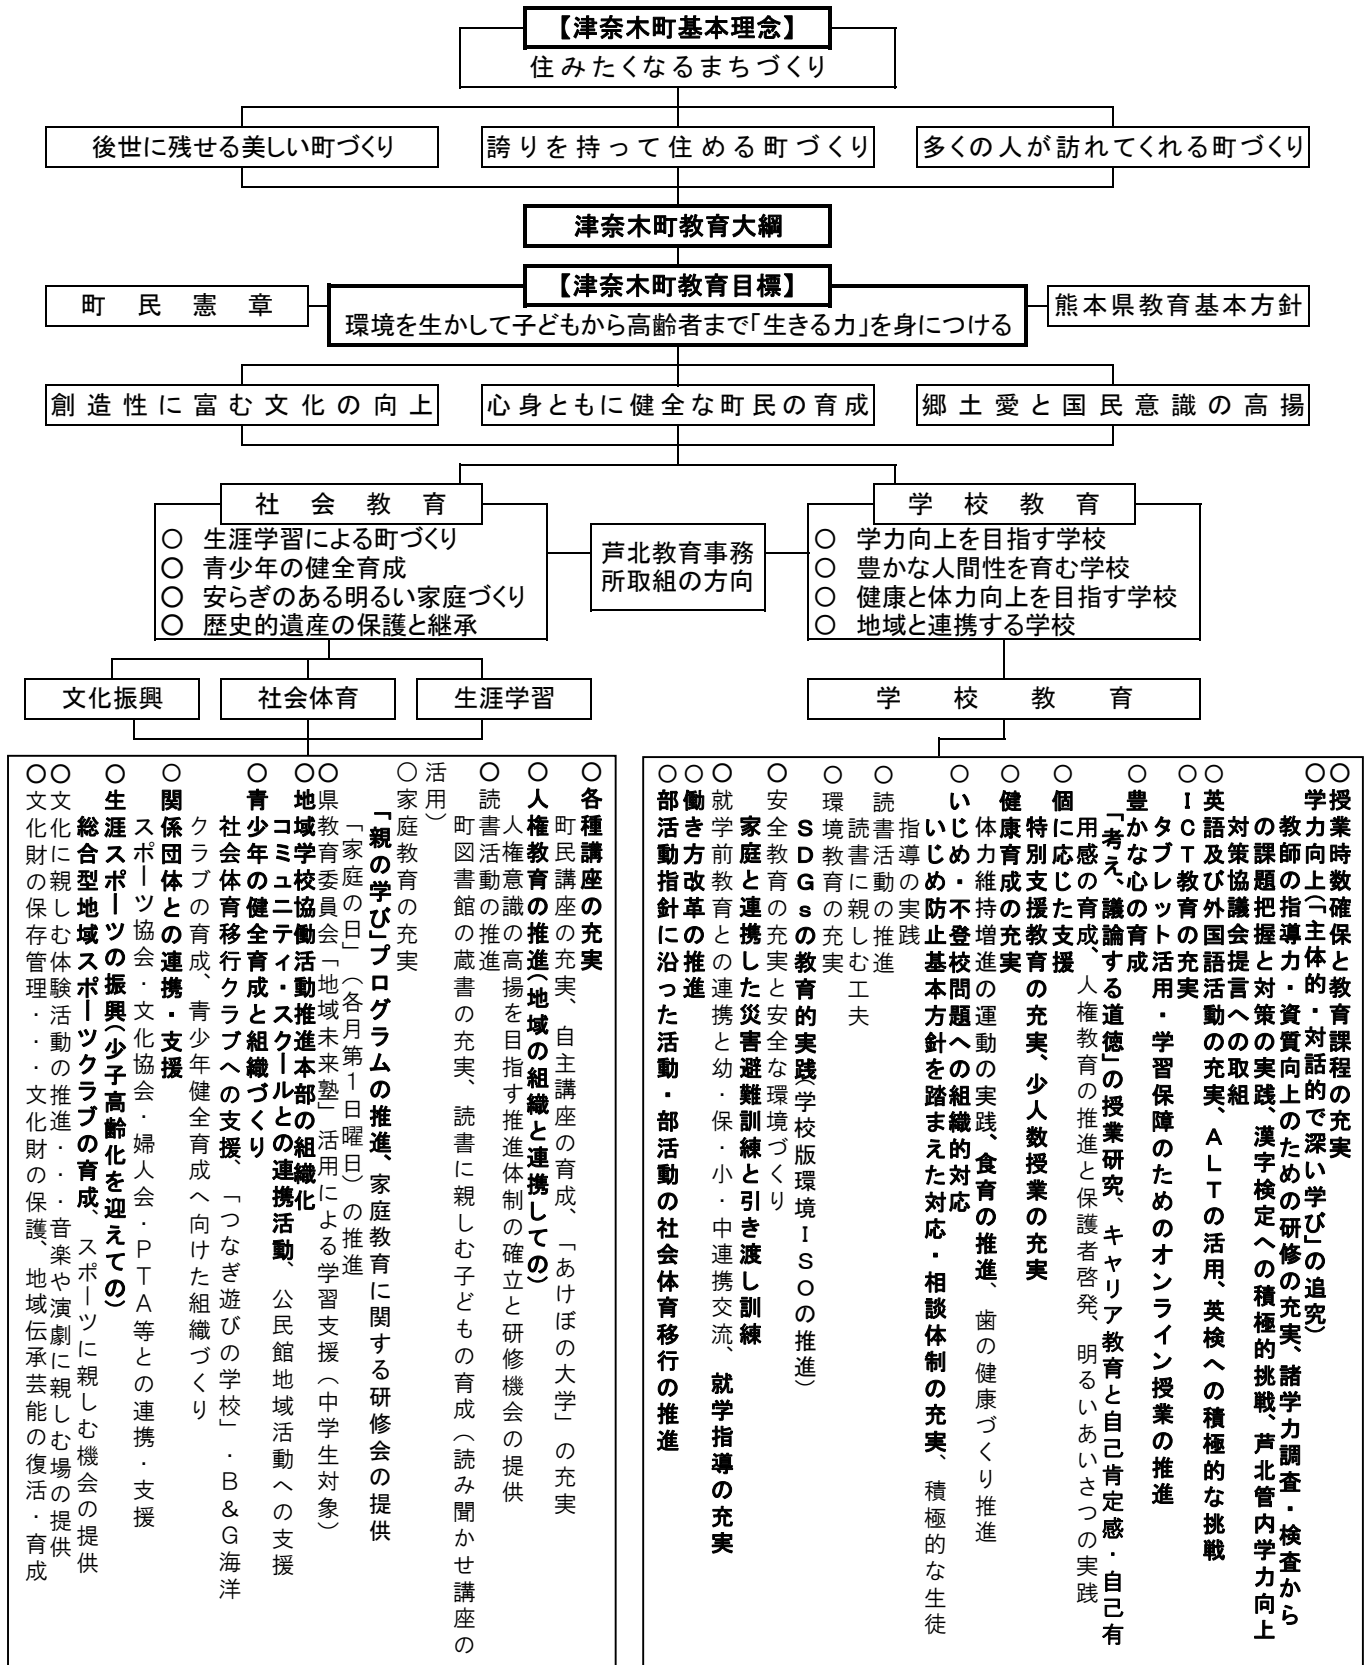 【津奈木町基本理念】
住みたくなるまちづくり
後世に残せる美しい町づくり
誇りを持って住める町づくり
多くの人が訪れてくれる町づくり
津奈木町教育大綱
【津奈木町教育目標】
町民憲章
環境を生かして子どもから高齢者まで「生きる力」を身につける
熊本県教育基本方針
創造性に富む文化の向上
心身ともに健全な町民の育成
郷土愛と国民意識の高揚
社会教育
○ 生涯学習による町づくり
○ 青少年の健全育成
○ 安らぎのある明るい家庭づくり
○ 歴史的遺産の保護と継承
芦北教育事務
所取組の方向
学校教育
○ 学力向上を目指す学校
○ 豊かな人間性を育む学校
○ 健康と体力向上を目指す学校
○ 地域と連携する学校
文化振興
社会体育
生涯学習
学校教育
○各種講座の充実
町民講座の充実、自主講座の育成、「あけぼの大学」の充実
○人権教育の推進（地域の組織と連携しての）
人権意識の高揚を目指す推進体制の確立と研修機会の提供
○読書活動の推進
町図書館の蔵書の充実、読書に親しむ子どもの育成（読み聞かせ講座の
活用）
○家庭教育の充実
「親の学び」プログラムの推進、家庭教育に関する研修会の提供
「家庭の日」（各月第１日曜日）の推進
○県教育委員会「地域未来塾」活用による学習支援（中学生対象）
○地域学校協働活動推進本部の組織化
コミュニティ・スクールとの連携活動、公民館地域活動への支援
○青少年の健全育成と組織づくり
社会体育移行クラブへの支援、「つなぎ遊びの学校」・Ｂ＆Ｇ海洋
クラブの育成、青少年健全育成へ向けた組織づくり
○関係団体との連携・支援
スポーツ協会・文化協会・婦人会・ＰＴＡ等との連携・支援
○生涯スポーツの振興（少子高齢化を迎えての）
総合型地域スポーツクラブの育成、スポーツに親しむ機会の提供
○文化に親しむ体験活動の推進・・・音楽や演劇に親しむ場の提供
○文化財の保存管理・・・文化財の保護、地域伝承芸能の復活・育成
○授業時数確保と教育課程の充実
○学力向上（「主体的・対話的で深い学び」の追究）
教師の指導力・資質向上のための研修の充実、諸学力調査・検査から
の課題把握と対策の実践、漢字検定への積極的挑戦、芦北管内学力向上
対策協議会提言への取組
○英語及び外国語活動の充実、ＡＬＴの活用、英検への積極的な挑戦
○ＩＣＴ教育の充実
タブレット活用・学習保障のためのオンライン授業の推進
○豊かな心の育成
「考え、議論する道徳」の授業研究、キャリア教育と自己肯定感・自己有
用感の育成、人権教育の推進と保護者啓発、明るいあいさつの実践
○個に応じた支援
特別支援教育の充実、少人数授業の充実
○健康育成の充実
体力維持増進の運動の実践、食育の推進、歯の健康づくり推進
○いじめ・不登校問題への組織的対応
いじめ防止基本方針を踏まえた対応・相談体制の充実、積極的な生徒
指導の実践
○読書活動の推進
読書に親しむ工夫
○環境教育の充実
ＳＤＧｓの教育的実践（学校版環境ＩＳＯの推進）
○安全教育の充実と安全な環境づくり
家庭と連携した災害避難訓練と引き渡し訓練
○就学前教育との連携と幼・保・小・中連携交流、就学指導の充実
○働き方改革の推進
○部活動指針に沿った活動・部活動の社会体育移行の推進